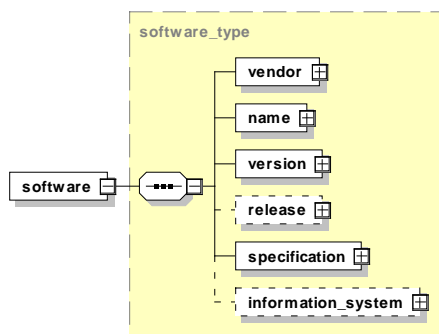 software_type
vendor
name
version
software
release
specification
information_system